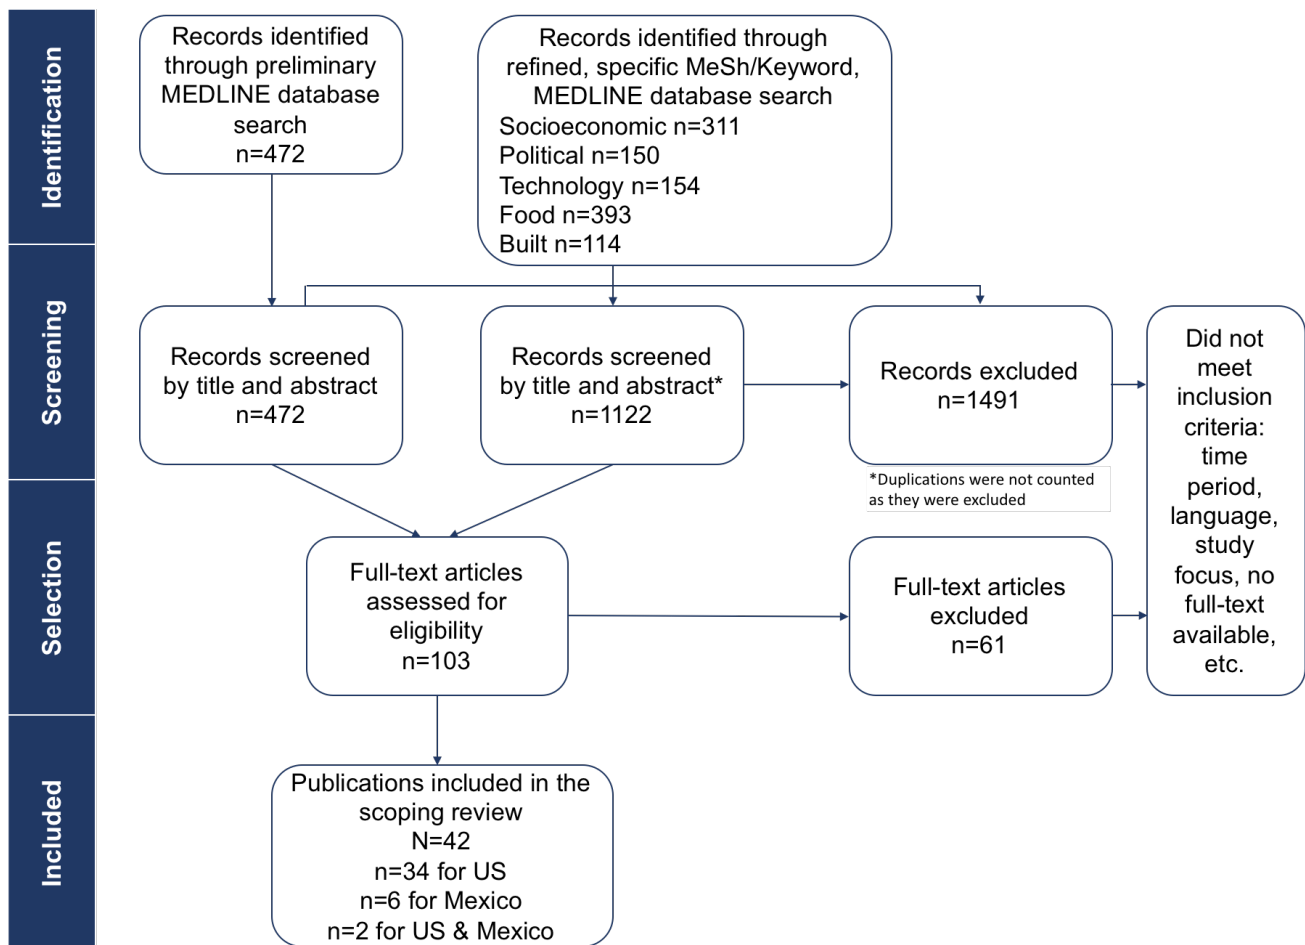 Identification
Records identified
through preliminary
MEDLINE database
search
n=472
Records identified through
refined, specific MeSh/Keyword,
MEDLINE database search
Socioeconomic n=311
Political n=150
Technology n=154
Food n=393
Built n=114
Screening
Records screened
by title and abstract
n=472
Records screened
by title and abstract*
n=1122
Records excluded
n=1491
*Duplications were not counted
as they were excluded
Did not
meet
inclusion
criteria:
time
period,
language,
study
focus, no
full-text
available,
etc.
Selection
Full-text articles
assessed for
eligibility
n=103
Full-text articles
excluded
n=61
Included
Publications included in the
scoping review
N=42
n=34 for US
n=6 for Mexico
n=2 for US & Mexico